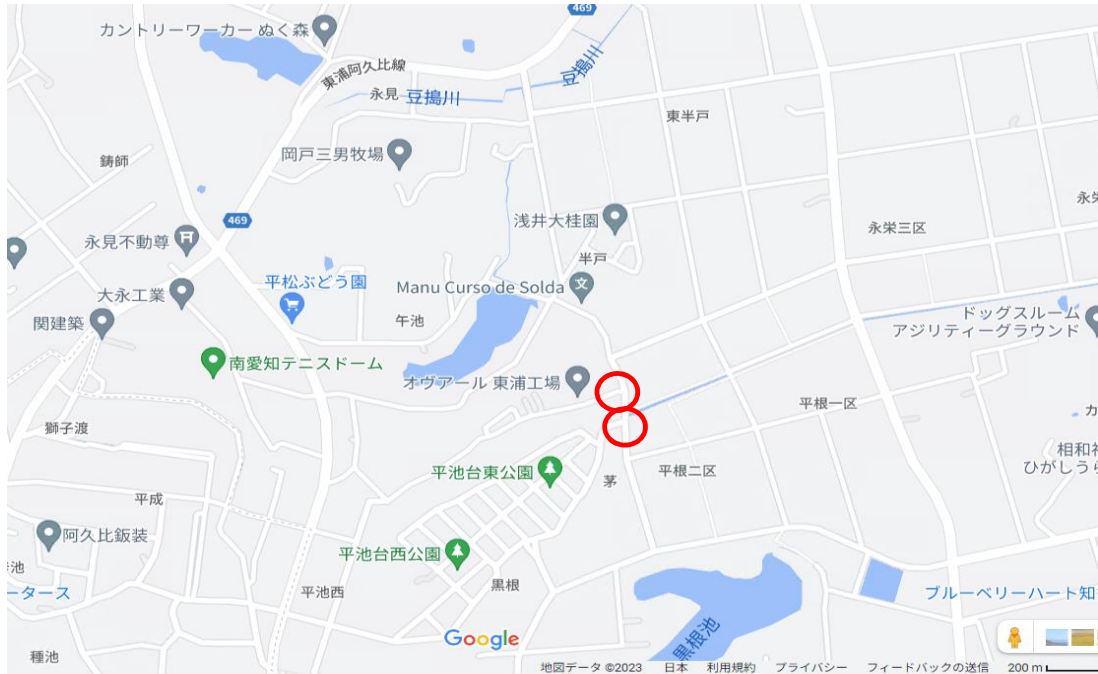 469
カントリーワーカー ぬく森
東浦阿久比線
豆搗川
永見
豆搗川
東半戸
岡戸三男牧場
鋳師
469
浅井大桂園
永栄三区
永見不動尊
半戸
平松ぶどう園
Manu Curso de Solda
大永工業
午池
ドッグスルーム
アジリティーグラウンド
関建築
南愛知テニスドーム
オヴアール 東浦工場
平根一区
獅子渡
平池台東公園
茅
平根二区
ひがしうら
平成
阿久比鈑装
平池台西公園
黒根
平池西
ータース
ブルーベリーハート知
Google
黒根池
種池
地図データ ©2023
日本
利用規約
プライバシー
フィードバックの送信
200 m